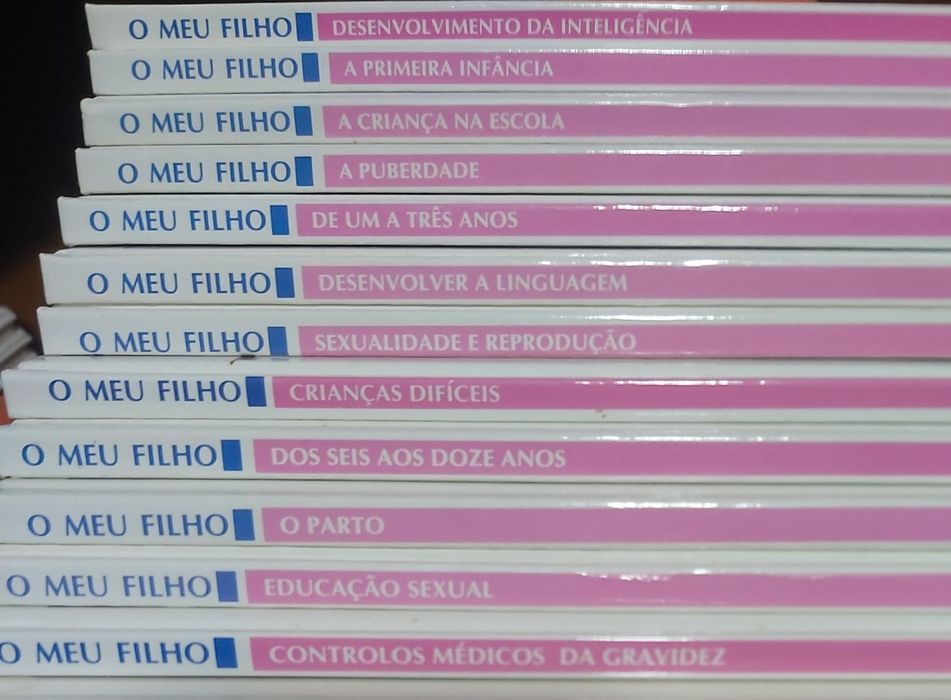 O MEU FILHO DESENVOLVIMENTO DA INTELIGÊNCIA
O MEU FILHO A PRIMEIRA INFÂNCIA
O MEU FILHO A CRIANÇA NA ESCOLA
O MEU FILHO A PUBERDADE
O MEU FILHO DE UM A TRÊS ANOS
O MEU FILHO DESENVOLVER A LINGUAGEM
O MEU FILHO SEXUALIDADE E REPRODUÇÃO
O MEU FILHO CRIANÇAS DIFÍCEIS
O MEU FILHO DOS SEIS AOS DOZE ANOS
O MEU FILHO O PARTO
O MEU FILHO EDUCAÇÃO SEXUAL
O MEU FILHO CONTROLOS MÉDICOS DA GRAVIDEZ